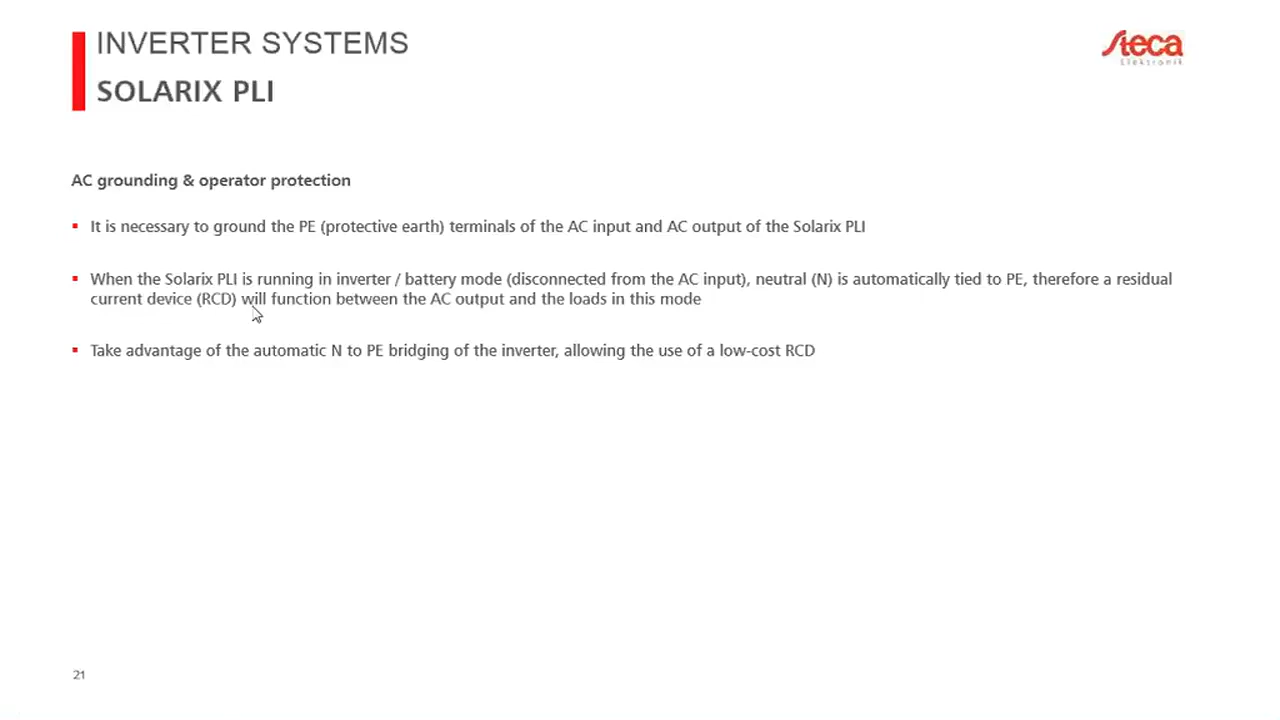 INVERTER SYSTEMS
SOLARIX PLI
Steca
Elektronik
AC grounding & operator protection
▪ It is necessary to ground the PE (protective earth) terminals of the AC input and AC output of the Solarix PLI
▪ When the Solarix PLI is running in inverter / battery mode (disconnected from the AC input), neutral (N) is automatically tied to PE, therefore a residual
current device (RCD) will function between the AC output and the loads in this mode
▪ Take advantage of the automatic N to PE bridging of the inverter, allowing the use of a low-cost RCD
21